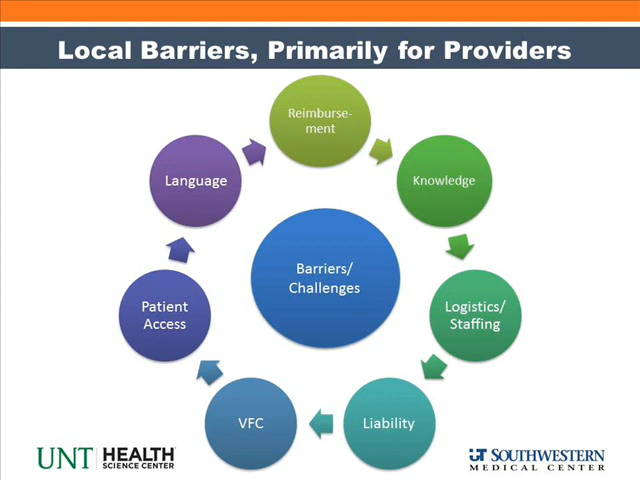 Local Barriers, Primarily for Providers
Reimburse-
ment
Knowledge
Logistics/
Staffing
Liability
VFC
Patient
Access
Language
Barriers/
Challenges
UNT HEALTH
SCIENCE CENTER
UT SOUTHWESTERN
MEDICAL CENTER